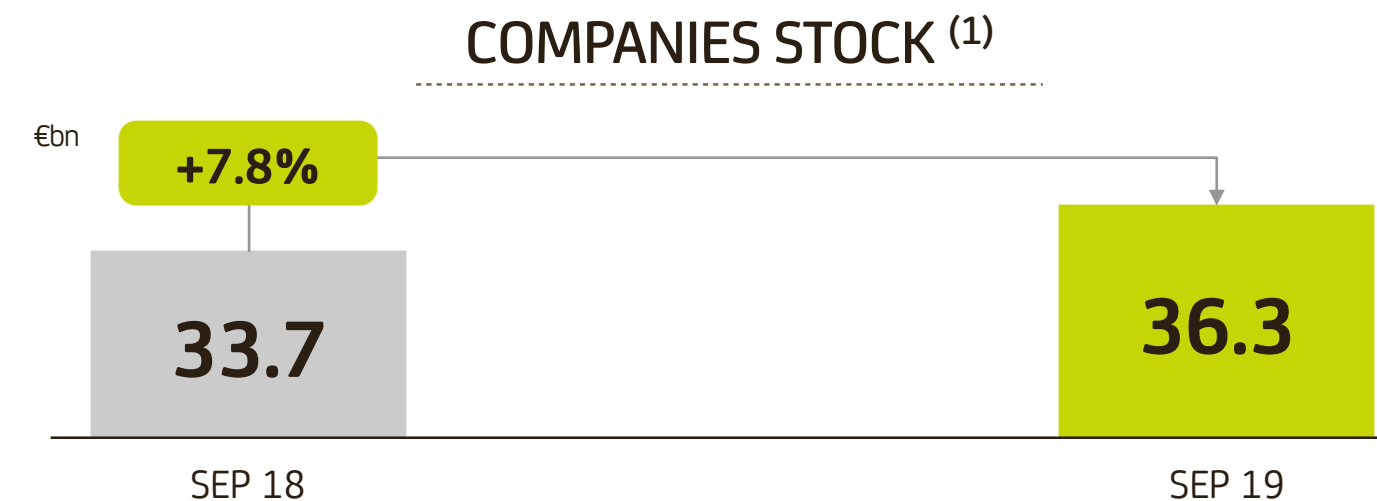 COMPANIES STOCK (1)
€bn
+7.8%
33.7
36.3
SEP 18
SEP 19